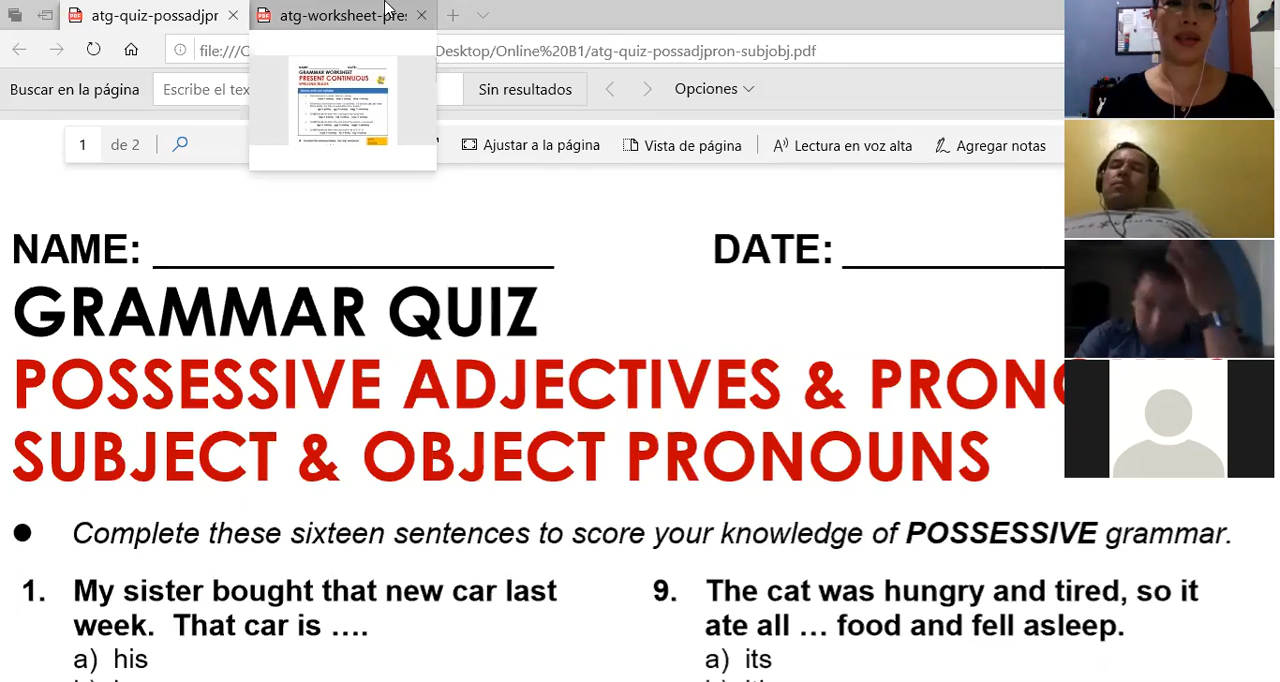 atg-quiz-possadjpr
atg-worksheet-pres
Desktop/Online%20B1/atg-quiz-possadjpron-subjobj.pdf
file:///C
Buscar en la página
Escribe el tex
Sin resultados
Opciones
1
de 2
Ajustar a la página
Vista de página
Lectura en voz alta
Agregar notas
GRAMMAR WORKSHEET
PRESENT CONTINUOUS
NAME: ____________________
DATE: ____________
GRAMMAR QUIZ
POSSESSIVE ADJECTIVES & PRON
SUBJECT & OBJECT PRONOUNS
● Complete these sixteen sentences to score your knowledge of POSSESSIVE grammar.
1. My sister bought that new car last
week. That car is ….
a) his
9. The cat was hungry and tired, so it
ate all … food and fell asleep.
a) its